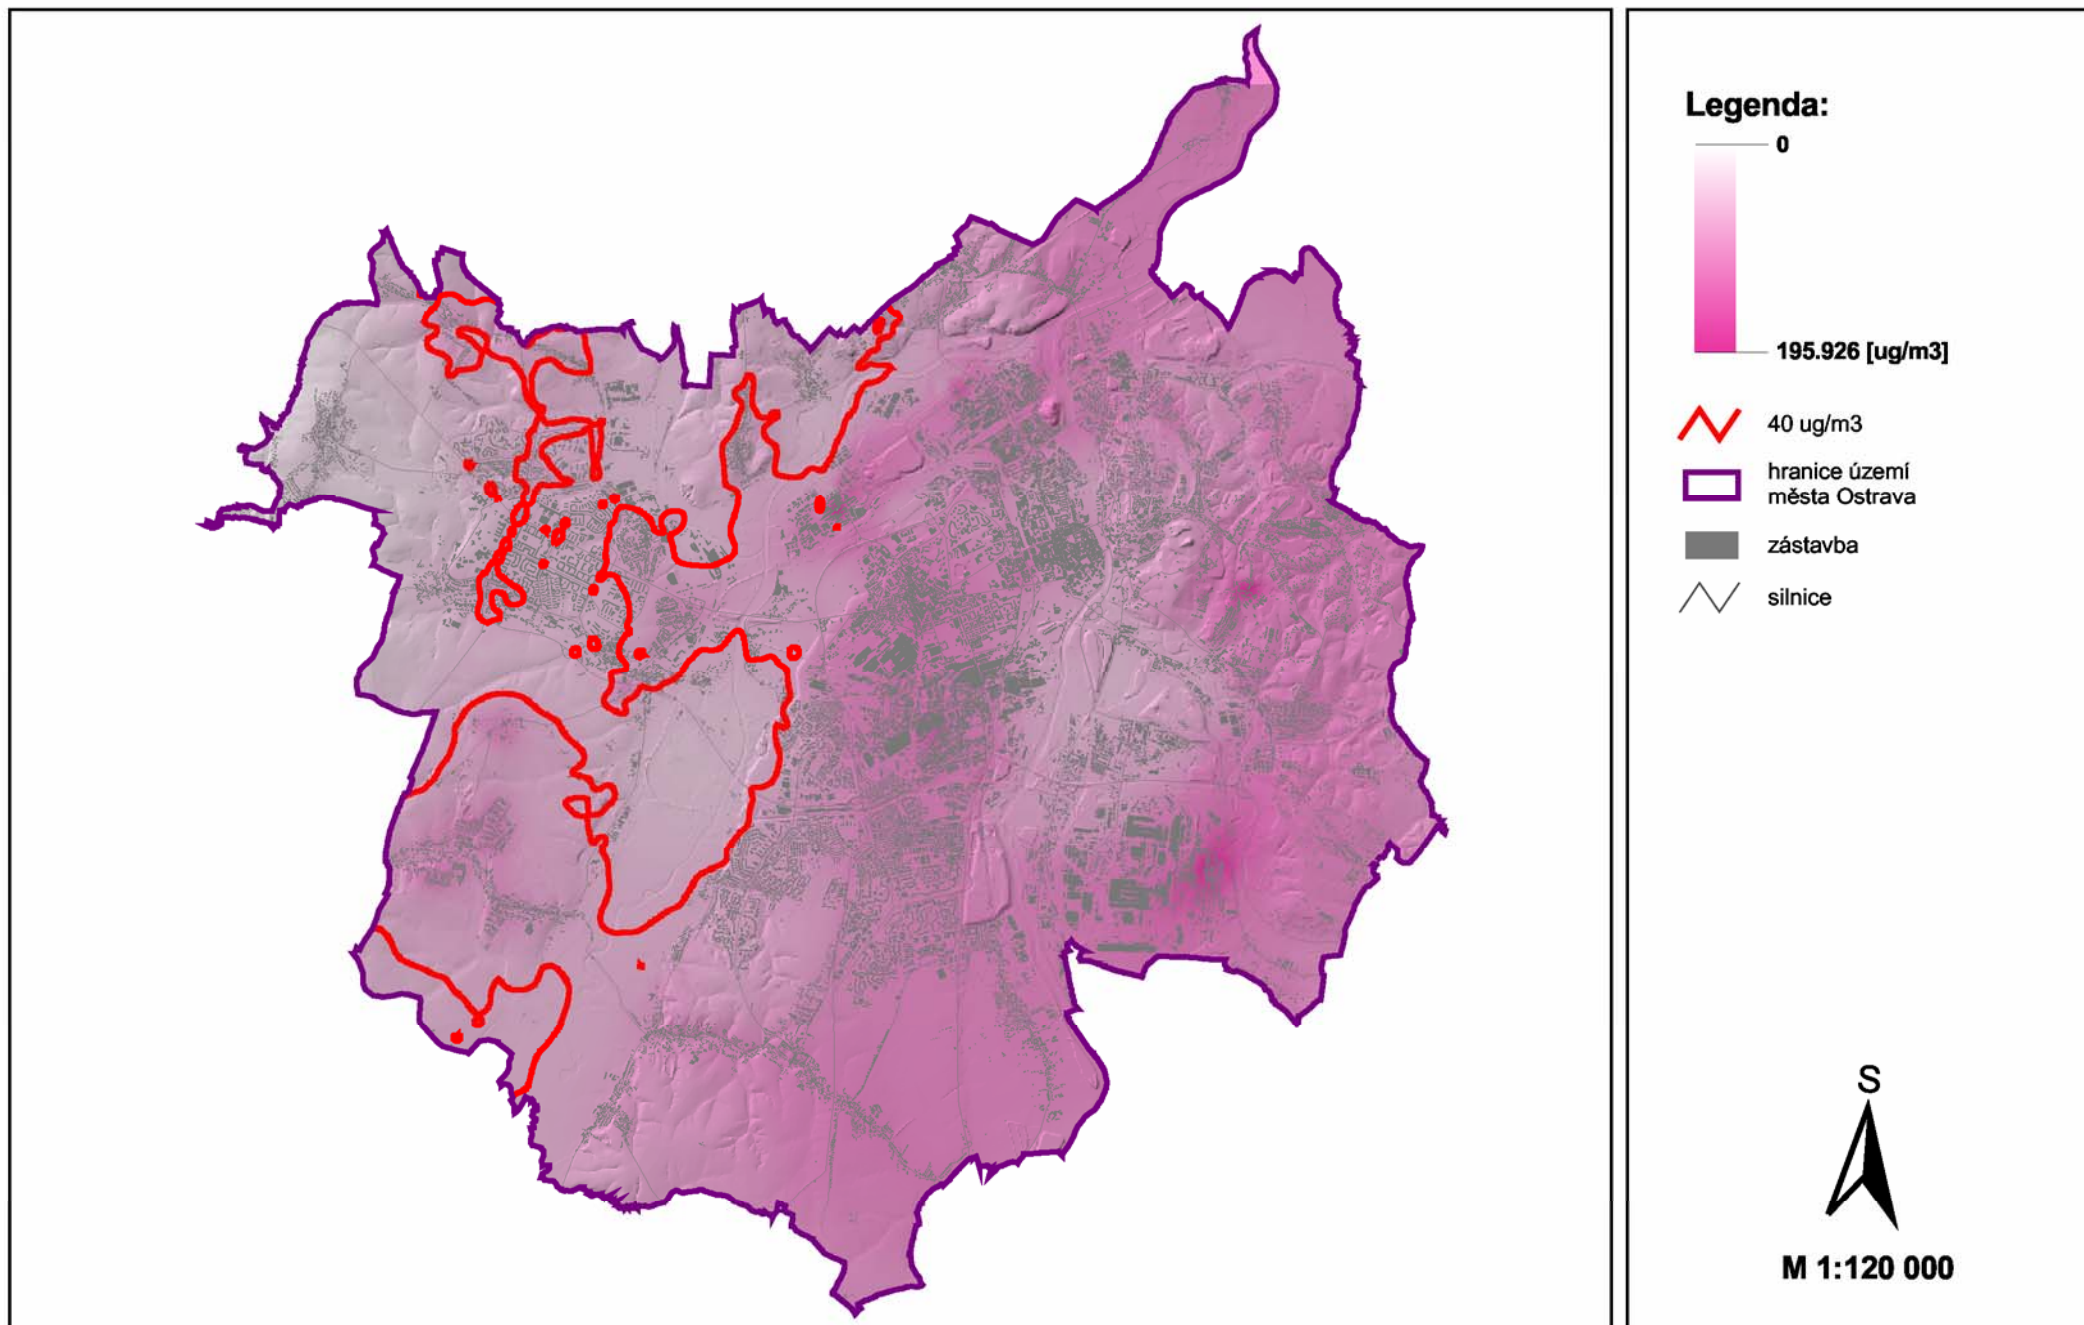 Legenda:
0
195.926 [ug/m3]
40 ug/m3
hranice území
města Ostrava
zástavba
silnice
S
M 1:120 000